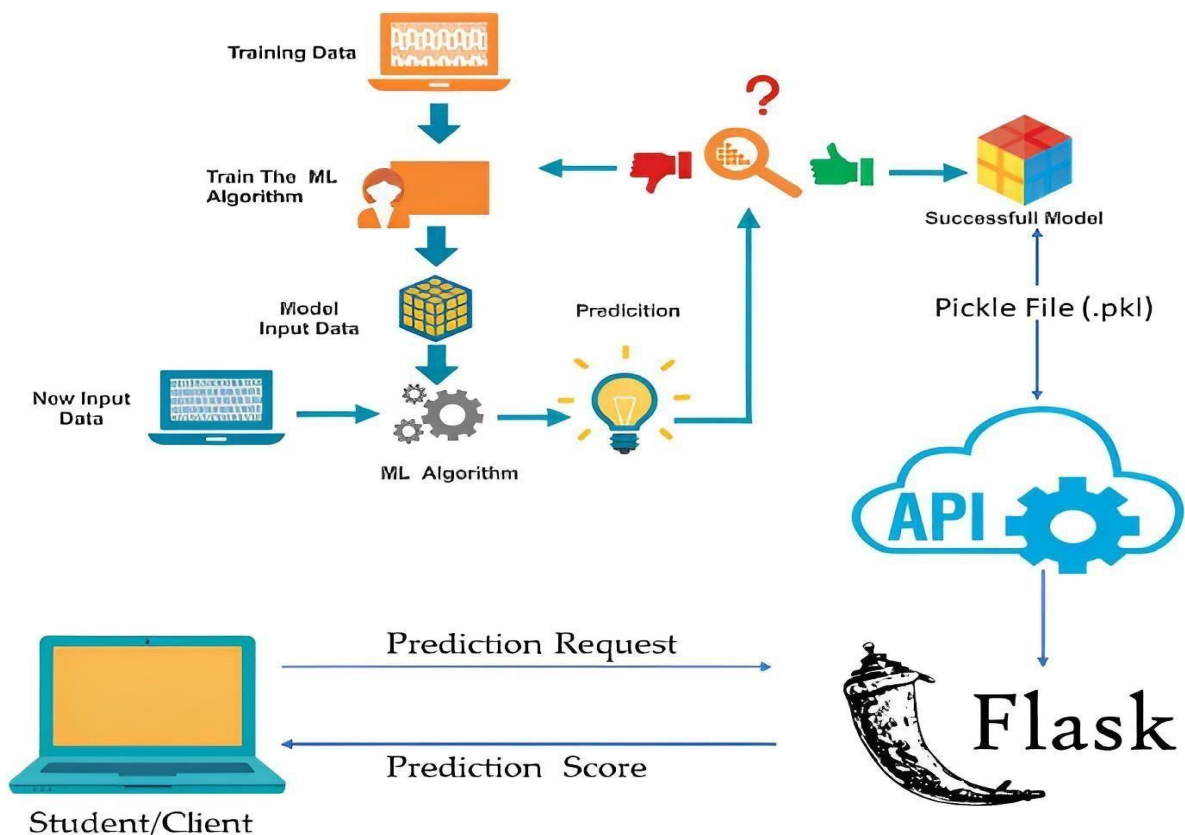 Training Data
Train The ML
Algorithm
Successfull Model
Model
Input Data
Pradicition
Pickle File (.pkl)
Now Input
Data
ML Algorithm
API
Prediction Request
Flask
Prediction Score
Student/Client